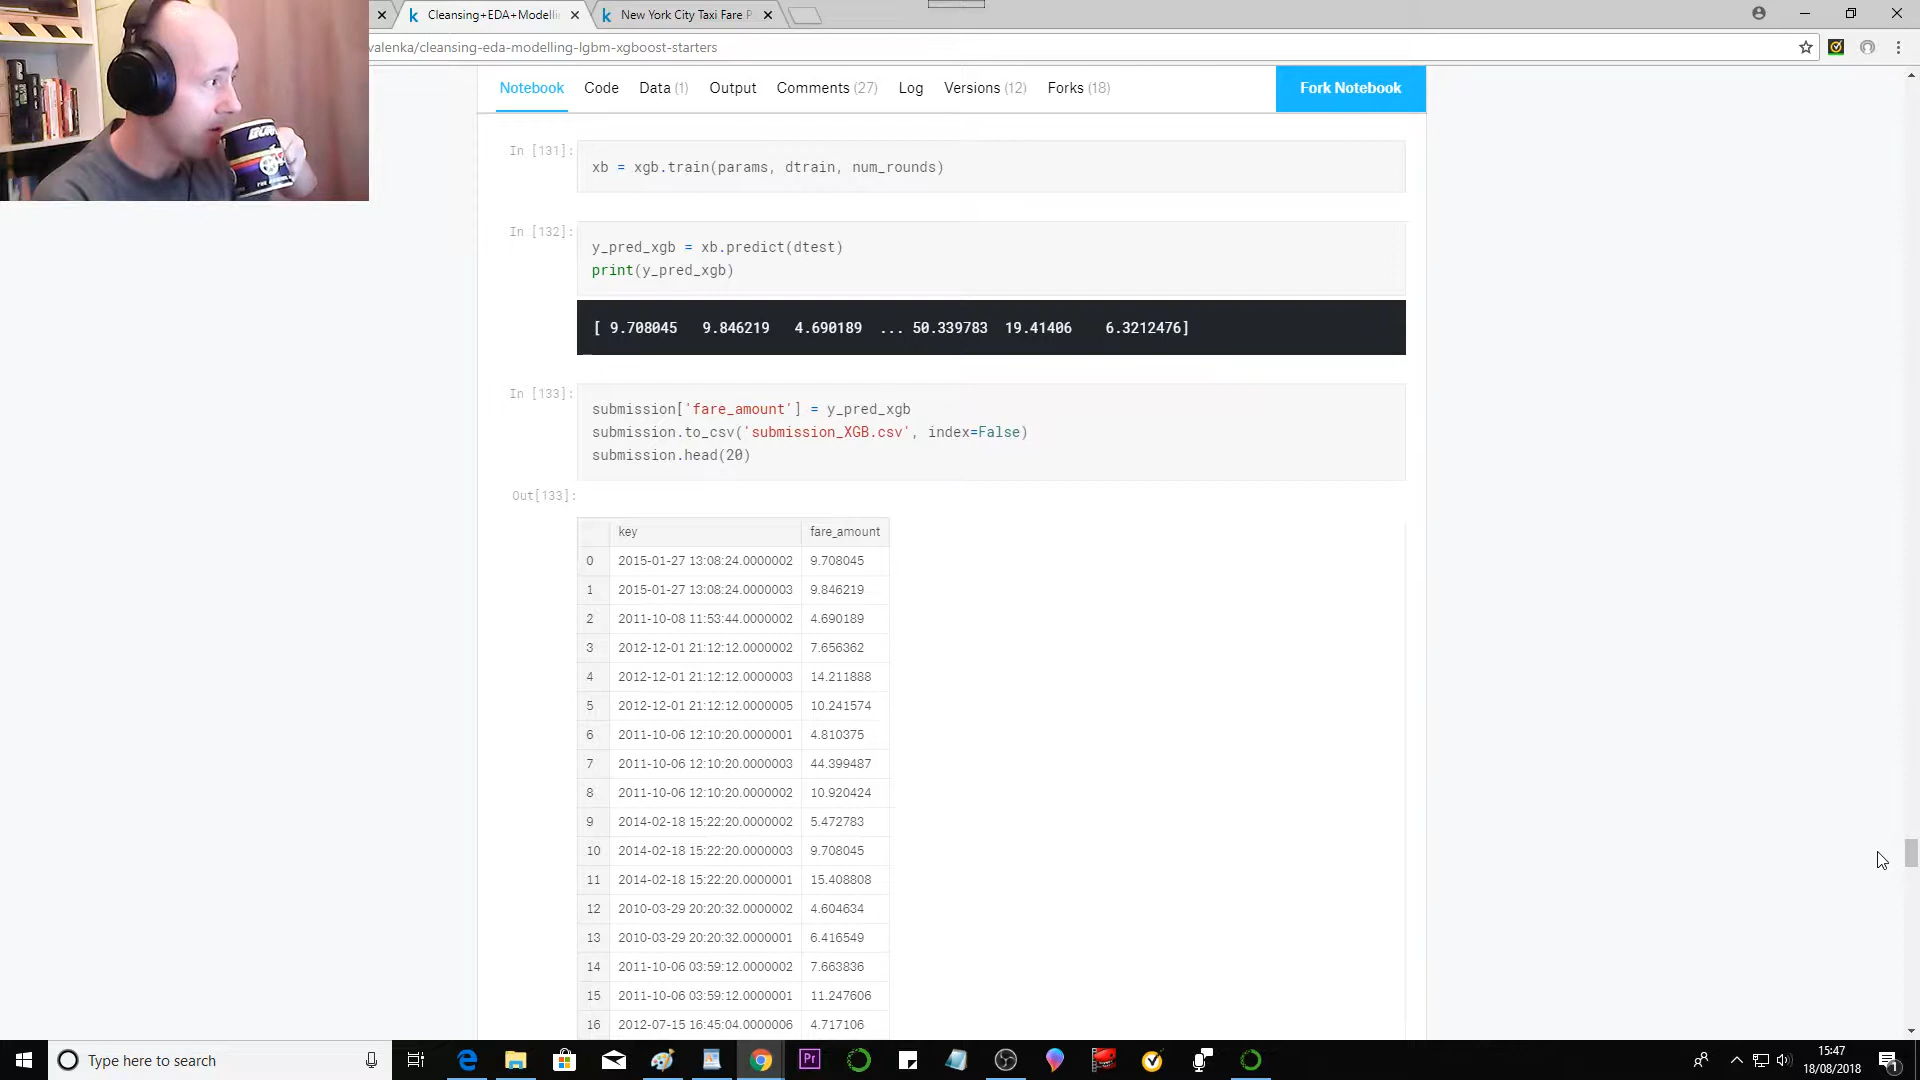 Cleansing+EDA+Modelli
New York City Taxi Fare P
valenka/cleansing-eda-modelling-lgbm-xgboost-starters
Notebook Code Data (1) Output Comments (27) Log Versions (12) Forks (18) Fork Notebook
In [131]: xb = xgb.train(params, dtrain, num_rounds)
In [132]: y_pred_xgb = xb.predict(dtest)
print(y_pred_xgb)
[ 9.708045 9.846219 4.690189 ... 50.339783 19.41406 6.3212476]
In [133]: submission['fare_amount'] = y_pred_xgb
submission.to_csv('submission_XGB.csv', index=False)
submission.head(20)
Out[133]:
key fare_amount
0 2015-01-27 13:08:24.0000002 9.708045
1 2015-01-27 13:08:24.0000003 9.846219
2 2011-10-08 11:53:44.0000002 4.690189
3 2012-12-01 21:12:12.0000002 7.656362
4 2012-12-01 21:12:12.0000003 14.211888
5 2012-12-01 21:12:12.0000005 10.241574
6 2011-10-06 12:10:20.0000001 4.810375
7 2011-10-06 12:10:20.0000003 44.399487
8 2011-10-06 12:10:20.0000002 10.920424
9 2014-02-18 15:22:20.0000002 5.472783
10 2014-02-18 15:22:20.0000003 9.708045
11 2014-02-18 15:22:20.0000001 15.408808
12 2010-03-29 20:20:32.0000002 4.604634
13 2010-03-29 20:20:32.0000001 6.416549
14 2011-10-06 03:59:12.0000002 7.663836
15 2011-10-06 03:59:12.0000001 11.247606
16 2012-07-15 16:45:04.0000006 4.717106
Type here to search
Pr
15:47
18/08/2018
1